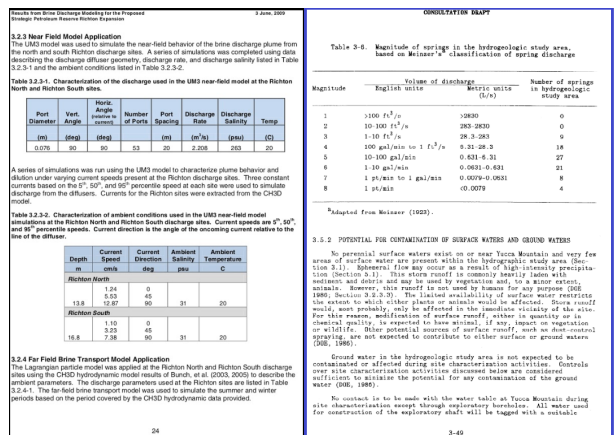 Results from Brine Discharge Modeling for the Proposed
Strategic Petroleum Reserve Richton Expansion
5 June, 2009
3.2.3 Near Field Model Application
The UM3 model was used to simulate the near-field behavior of the brine discharge plume from
the north and south Richton discharge sites. A series of simulations was completed using data
describing the discharge diffuser geometry, discharge rate, and discharge salinity listed in Table
3.2.3-1 and the ambient conditions listed in Table 3.2.3-2.
Table 3.2.3-1. Characterization of the discharge used in the UM3 near-field model at the Richton
North and Richton South sites.
Port Diameter Vert. Angle Horiz. Angle (relative to current) Number of Ports Port Spacing Discharge Rate Discharge Salinity Temp
(m) (deg) (deg) (m) (m³/s) (psu) (C)
0.076 90 90 53 20 2.208 263 20
A series of simulations was run using the UM3 model to characterize plume behavior and
dilution under varying current speeds present at the Richton discharge sites. Three constant
currents based on the 5th, 50th, and 95th percentile speed at each site were used to simulate
discharge from the diffusers. Currents for the Richton sites were extracted from the CH3D
model.
Table 3.2.3-2. Characterization of ambient conditions used in the UM3 near-field model
simulations at the Richton North and Richton South discharge sites. Current speeds are 5th, 50th,
and 95th percentile speeds. Current direction is the angle of the oncoming current relative to the
line of the diffuser.
Depth Current Speed Current Direction Ambient Salinity Ambient Temperature
m cm/s deg psu C
Richton North
1.24 0
5.53 45
13.8 12.87 90 31 20
Richton South
1.10 0
3.23 45
16.8 7.38 90 31 20
3.2.4 Far Field Brine Transport Model Application
The Lagrangian particle model was applied at the Richton North and Richton South discharge
sites using the CH3D hydrodynamic model results of Bunch, et al. (2003, 2005) to describe the
ambient parameters. The discharge parameters used at the Richton sites are listed in Table
3.2.4-1. The far-field brine transport model was used to simulate the summer and winter
periods based on the period covered by the CH3D hydrodynamic data provided.
24
CONSULTATION DRAFT
Table 3-6. Magnitude of springs in the hydrogeologic study area,
based on Meinzer's classification of spring discharge
Magnitude Volume of discharge English units Metric units (L/s) Number of springs in hydrogeologic study area
1 >100 ft³/s >2830 0
2 10-100 ft³/s 283-2830 0
3 1-10 ft³/s 28.3-283 9
4 100 gal/min to 1 ft³/s 6.31-28.3 18
5 10-100 gal/min 0.631-6.31 27
6 1-10 gal/min 0.0631-0.631 21
7 1 pt/min to 1 gal/min 0.0079-0.0631 8
8 1 pt/min <0.0079 4
Adapted from Meinzer (1923).
3.5.2 POTENTIAL FOR CONTAMINATION OF SURFACE WATERS AND GROUND WATERS
No perennial surface waters exist on or near Yucca Mountain and very few
areas of surface water are present within the hydrographic study area (Sec-
tion 3.1). Ephemeral flow may occur as a result of high-intensity precipita-
tion (Section 5.1). This storm runoff is commonly heavily laden with
sediment and debris and may be used by vegetation and, to a minor extent,
animals. However, this runoff is not used by humans for any purpose (DOE
1986; Section 3.2.3.3). The limited availability of surface water restricts
the extent to which either plants or animals would be affected. Storm runoff
would, most probably, only be affected in the immediate vicinity of the site.
For this reason, modification of surface runoff, either in quantity or in
chemical quality, is expected to have minimal, if any, impact on vegetation
or wildlife. Other potential sources of surface runoff, such as dust-control
spraying, are not expected to contribute to either surface or ground waters
(DOE, 1986).
Ground water in the hydrogeologic study area is not expected to be
contaminated or affected during site characterization activities. Controls
over site characterization activities discussed below are considered
sufficient to minimize the potential for any contamination of the ground
water (DOE, 1986).
No contact is to be made with the water table at Yucca Mountain during
site characterization except through exploratory boreholes. All water used
for construction of the exploratory shaft will be tagged with a suitable
3-49